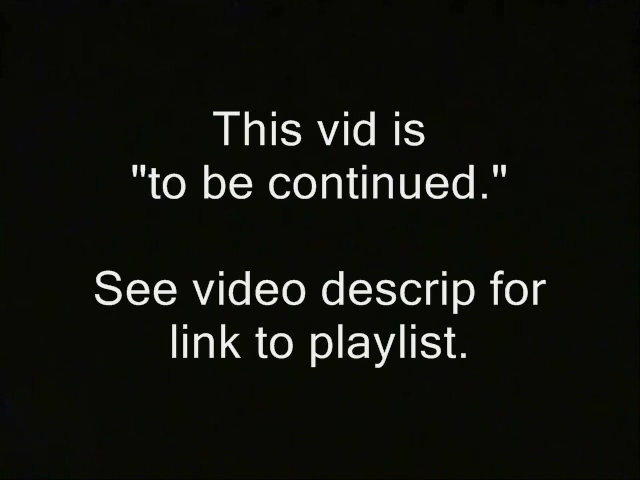 This vid is
"to be continued."
See video descrip for
link to playlist.